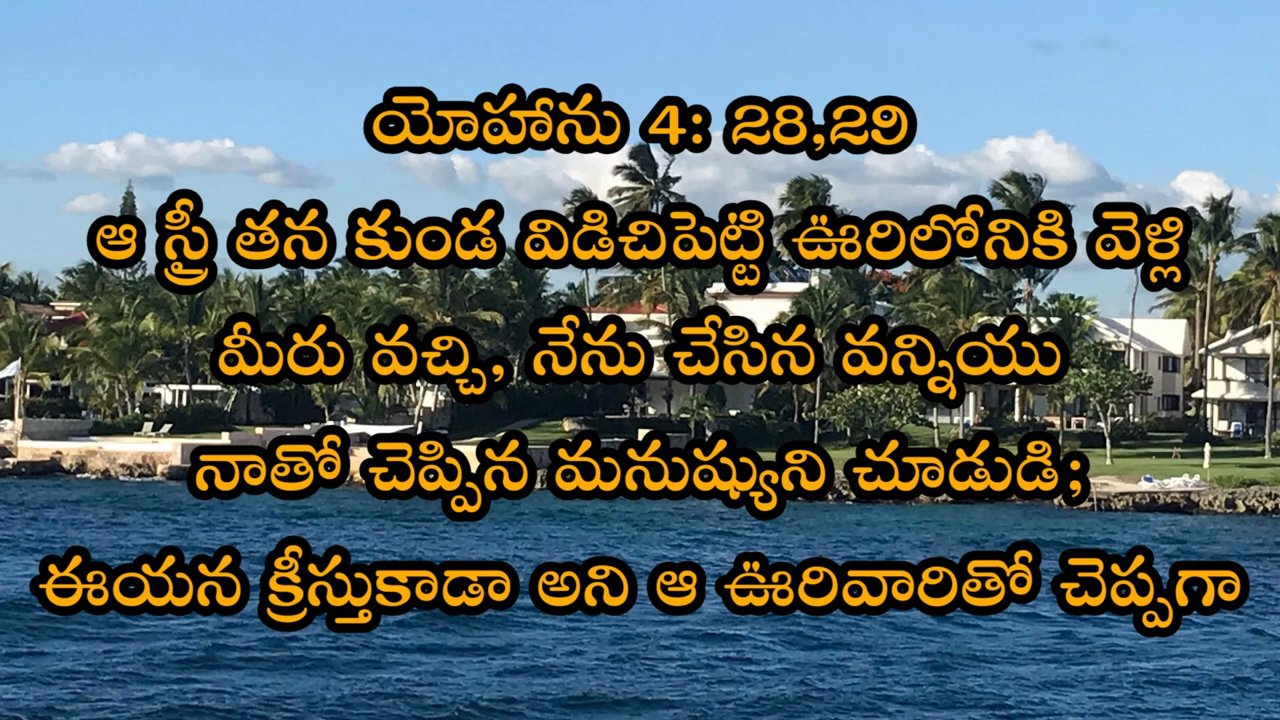 యోహాను 4: 28,29
ఆ స్త్రీ తన కుండ విడిచిపెట్టి ఊరిలోనికి వెళ్లి
మీరు వచ్చి, నేను చేసిన వన్నియు
నాతో చెప్పిన మనుష్యుని చూడుడి;
ఈయన క్రీస్తుకాడా అని ఆ ఊరివారితో చెప్పగా